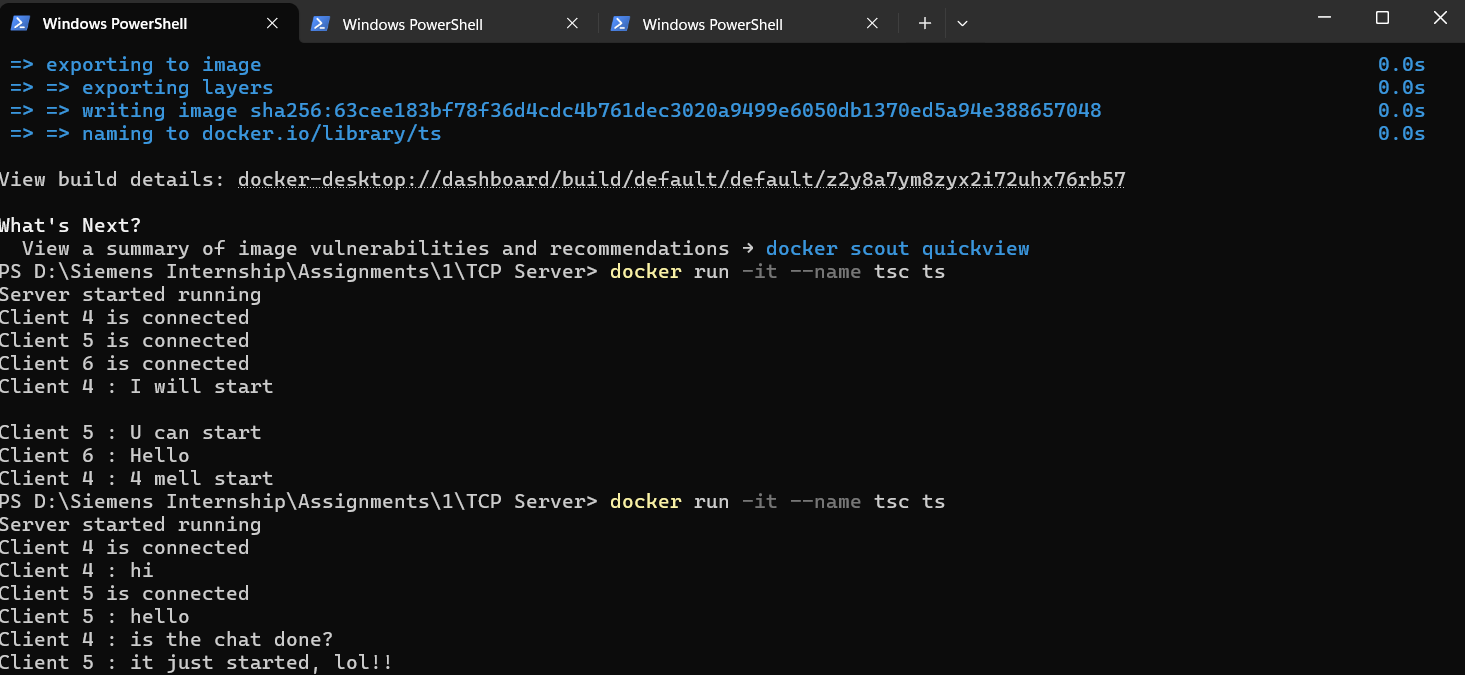 Windows PowerShell
Windows PowerShell
Windows PowerShell
=> exporting to image 0.0s
=> => exporting layers 0.0s
=> => writing image sha256:63cee183bf78f36d4cdc4b761dec3020a9499e6050db1370ed5a94e388657048 0.0s
=> => naming to docker.io/library/ts 0.0s
View build details: docker-desktop://dashboard/build/default/default/z2y8a7ym8zyx2i72uhx76rb57
What's Next?
View a summary of image vulnerabilities and recommendations → docker scout quickview
PS D:\Siemens Internship\Assignments\1\TCP Server> docker run -it --name tsc ts
Server started running
Client 4 is connected
Client 5 is connected
Client 6 is connected
Client 4 : I will start
Client 5 : U can start
Client 6 : Hello
Client 4 : 4 mell start
PS D:\Siemens Internship\Assignments\1\TCP Server> docker run -it --name tsc ts
Server started running
Client 4 is connected
Client 4 : hi
Client 5 is connected
Client 5 : hello
Client 4 : is the chat done?
Client 5 : it just started, lol!!